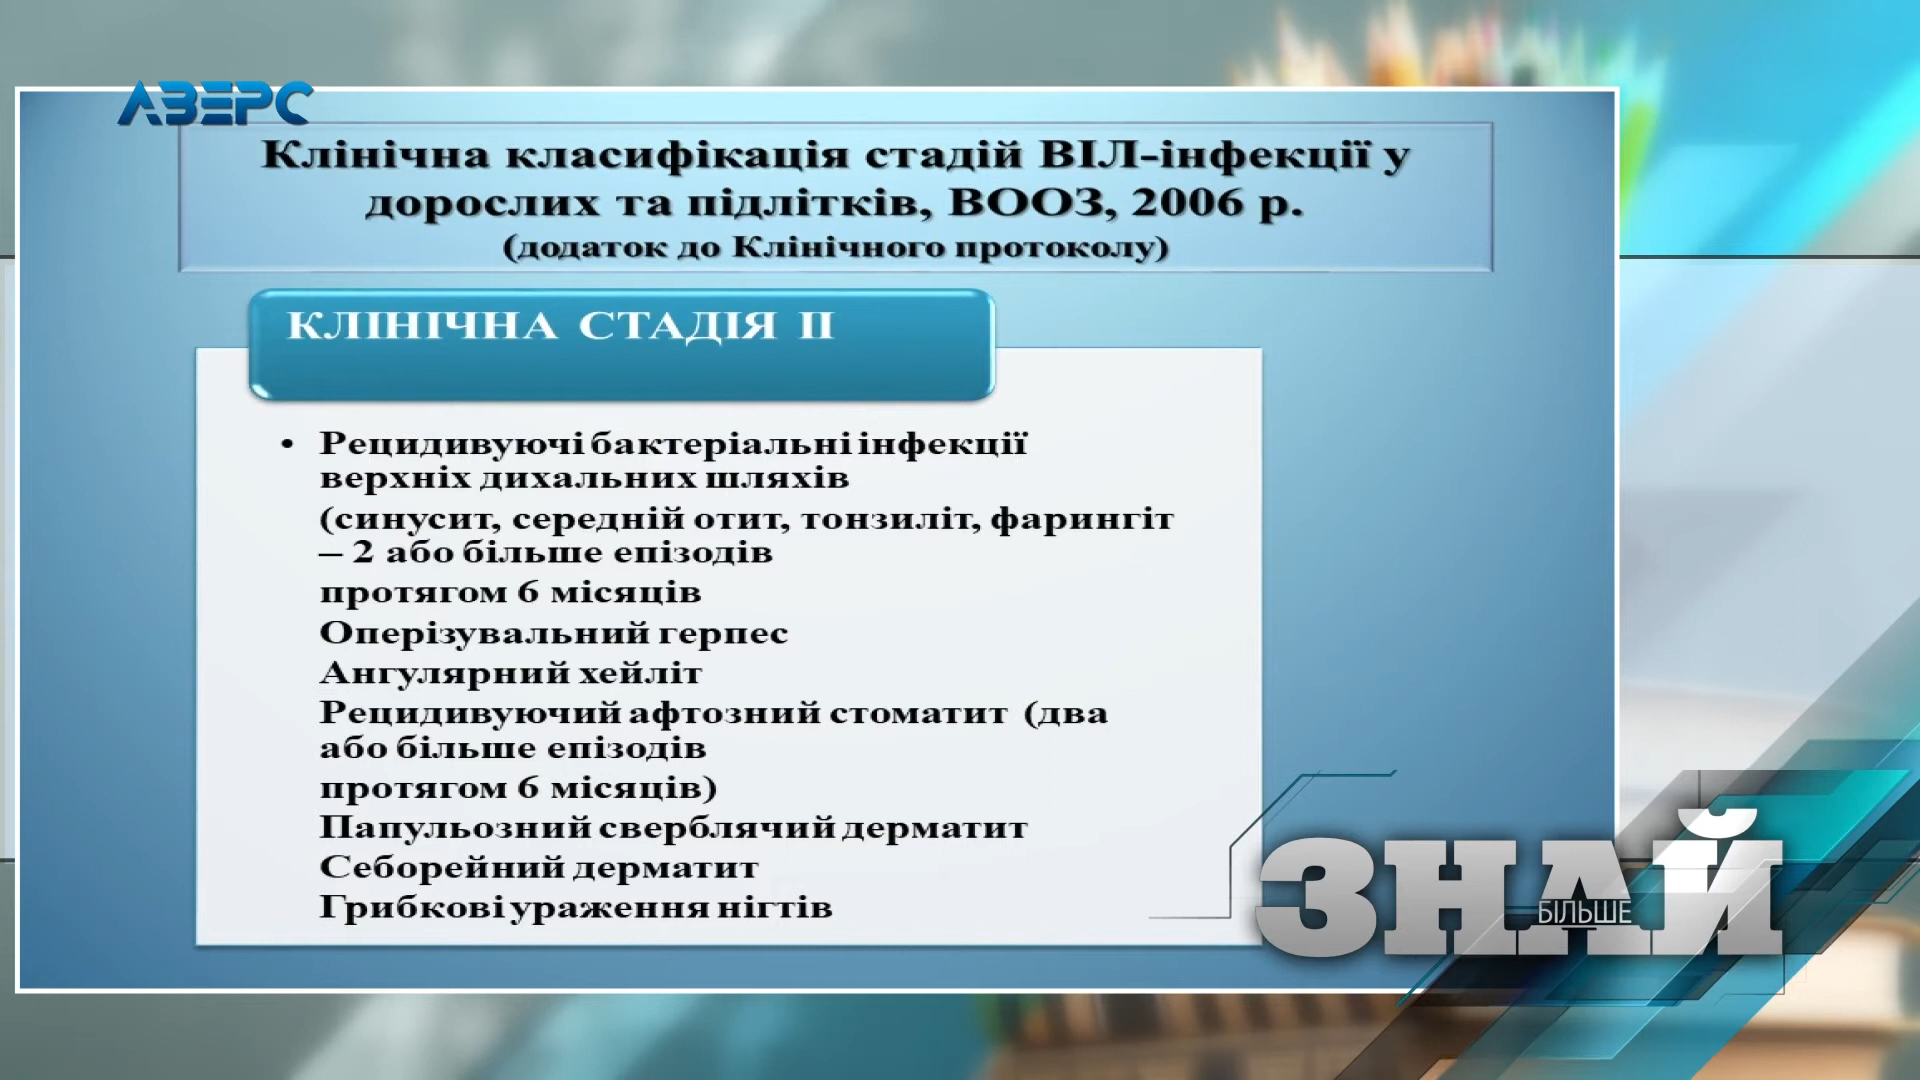 АВЕРС
Клінічна класифікація стадій ВІЛ-інфекції у
дорослих та підлітків, ВООЗ, 2006 р.
(додаток до Клінічного протоколу)
КЛІНІЧНА СТАДІЯ ІІ
• Рецидивуючі бактеріальні інфекції
верхніх дихальних шляхів
(синусит, середній отит, тонзиліт, фарингіт
– 2 або більше епізодів
протягом 6 місяців
Оперізувальний герпес
Ангулярний хейліт
Рецидивуючий афтозний стоматит (два
або більше епізодів
протягом 6 місяців)
Папульозний сверблячий дерматит
Себорейний дерматит
Грибкові ураження нігтів
ЗНАЙ
БІЛЬШЕ